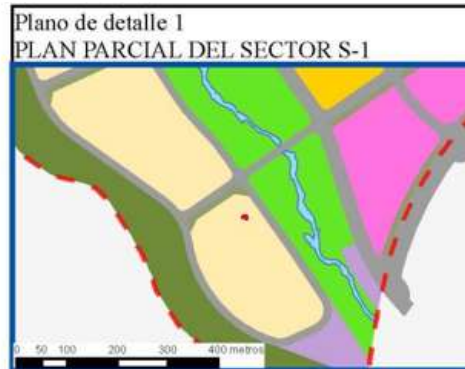 Plano de detalle 1
PLAN PARCIAL DEL SECTOR S-1
0 50 100 200 300 400 metros